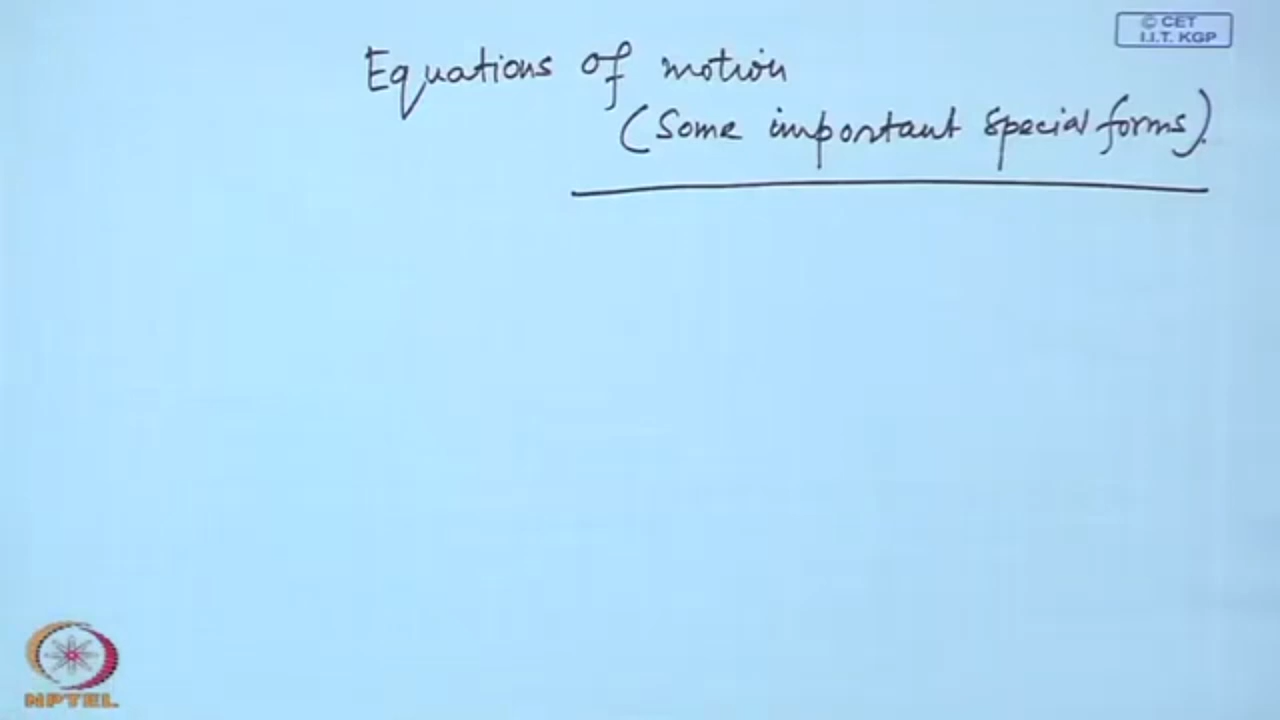 © CET
I.I.T. KGP
Equations of motion
(Some important special forms).
NPTEL